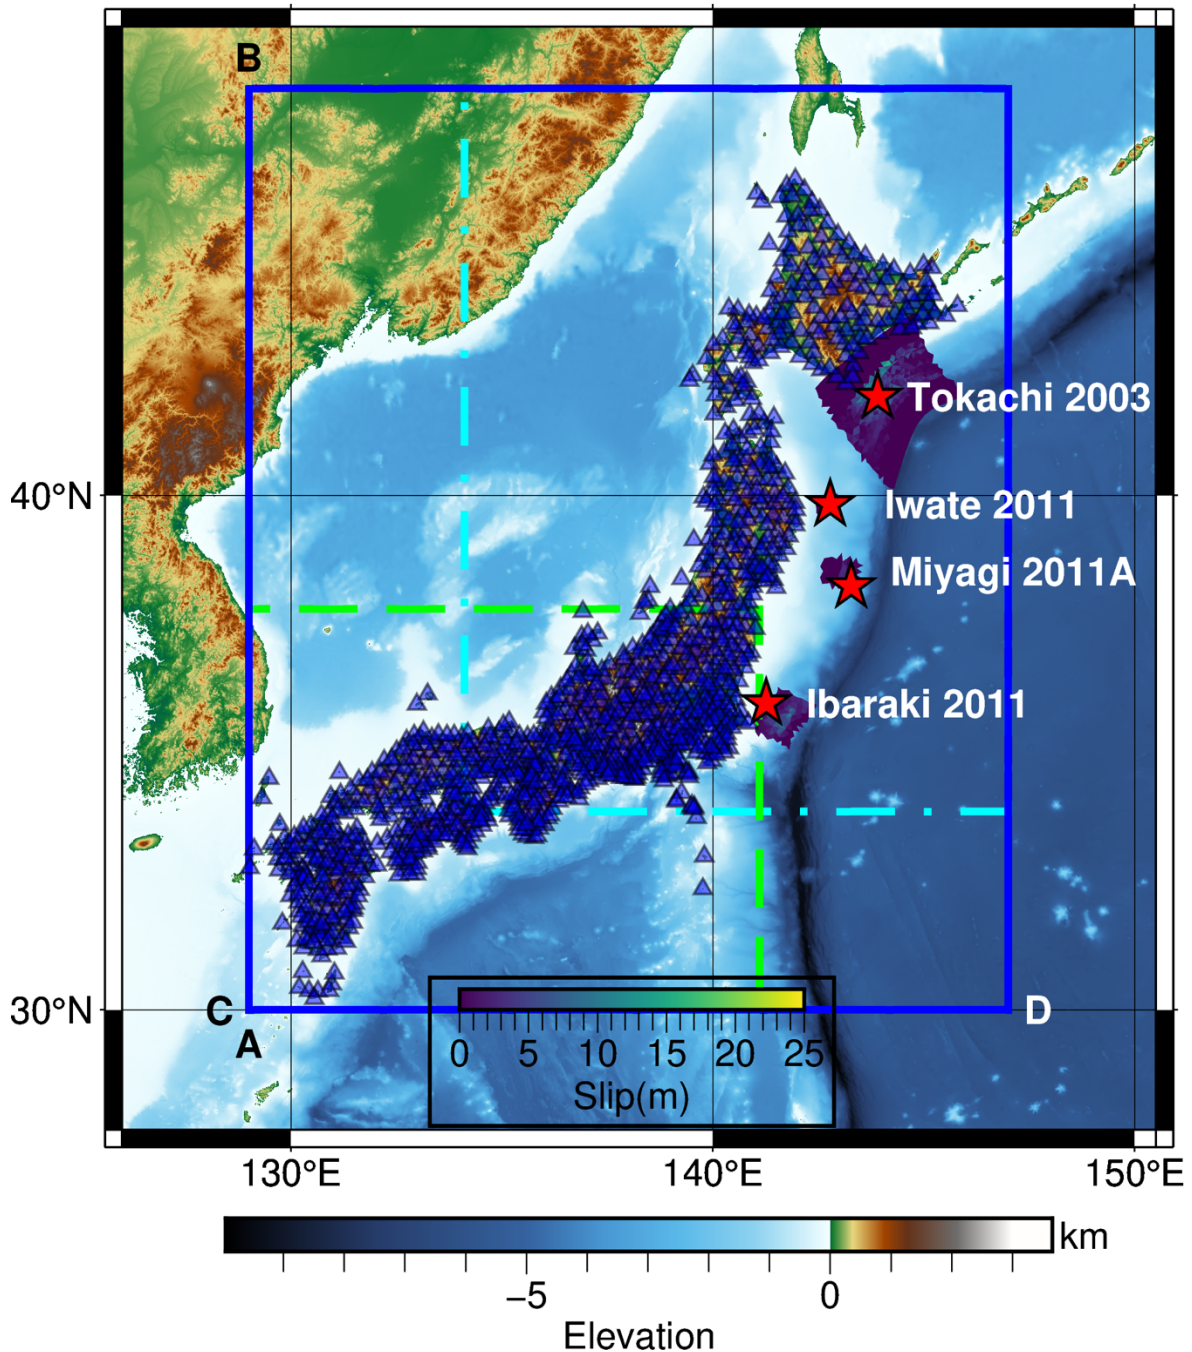 B
Tokachi 2003
40°N
Iwate 2011
Miyagi 2011A
Ibaraki 2011
30°N
C
D
A
0 5 10 15 20 25
Slip(m)
130°E 140°E 150°E
km
−5 0
Elevation